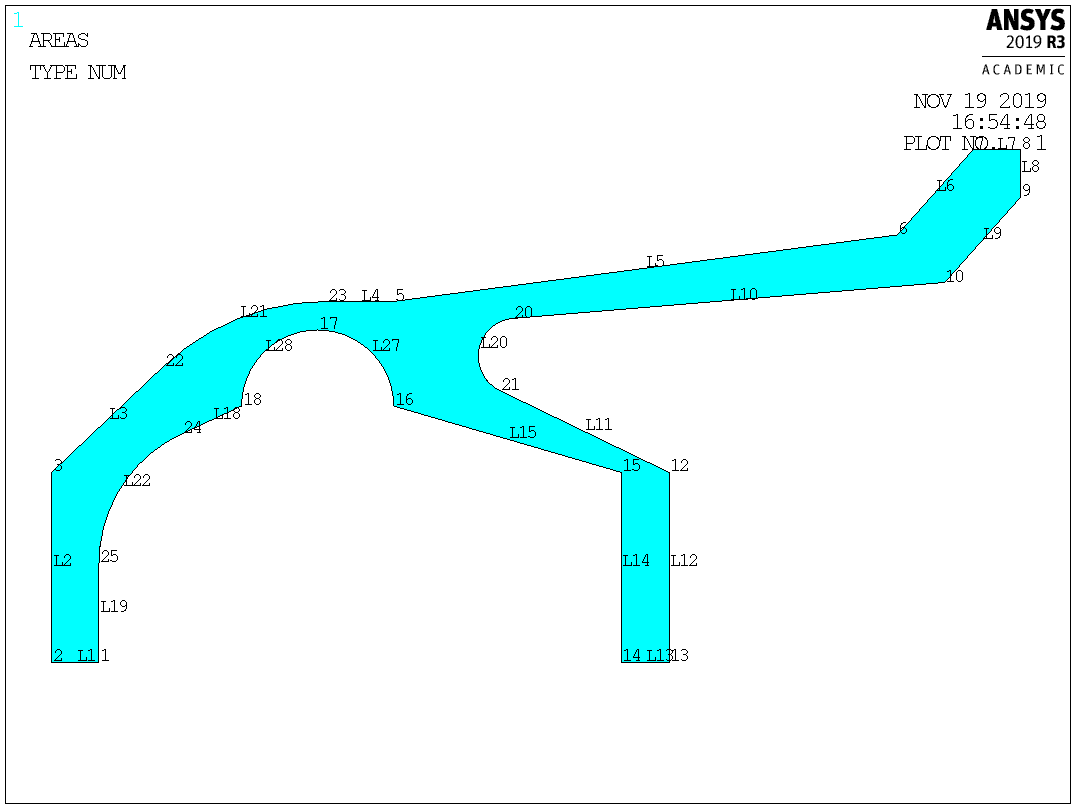 1
AREAS
TYPE NUM
ANSYS
2019 R3
ACADEMIC
NOV 19 2019
16:54:48
PLOT NO. 1
7 L7 8
L8
L6
9
6
L9
L5
10
L10
23 L4 5
L21
20
17
L28
L27
L20
22
21
18
16
L3
L18
24
L11
L15
3
15
12
L22
25
L2
L14
L12
L19
2 L1 1
14 L13 13